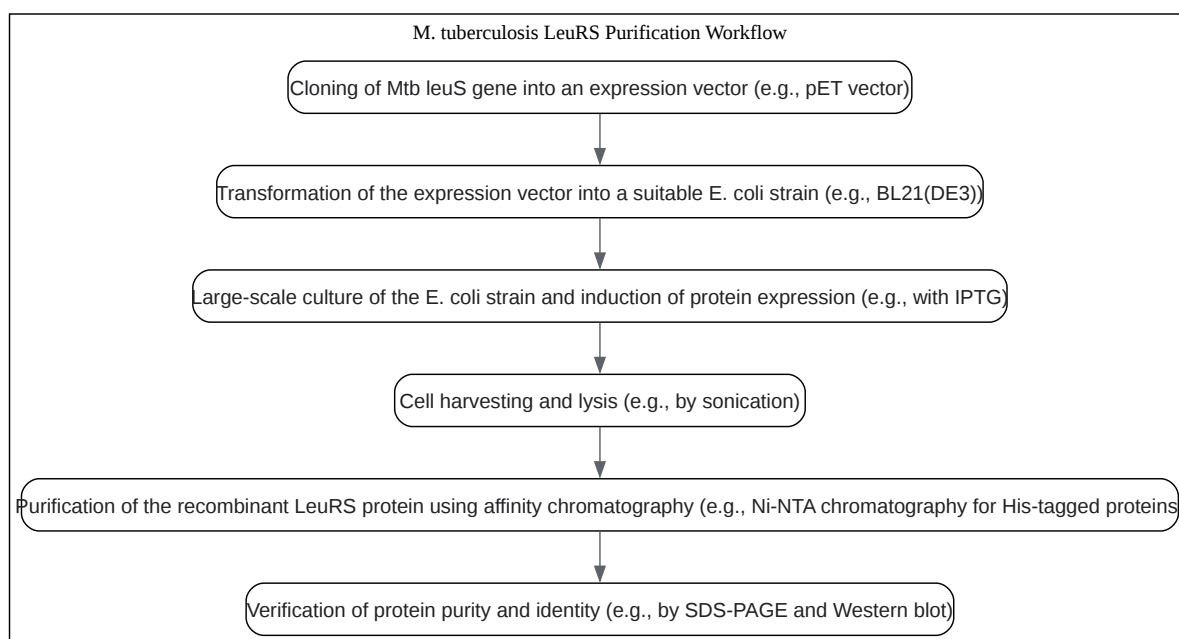 M. tuberculosis LeuRS Purification Workflow
Cloning of Mtb leuS gene into an expression vector (e.g., pET vector)
Transformation of the expression vector into a suitable E. coli strain (e.g., BL21(DE3))
Large-scale culture of the E. coli strain and induction of protein expression (e.g., with IPTG)
Cell harvesting and lysis (e.g., by sonication)
Purification of the recombinant LeuRS protein using affinity chromatography (e.g., Ni-NTA chromatography for His-tagged proteins
Verification of protein purity and identity (e.g., by SDS-PAGE and Western blot)